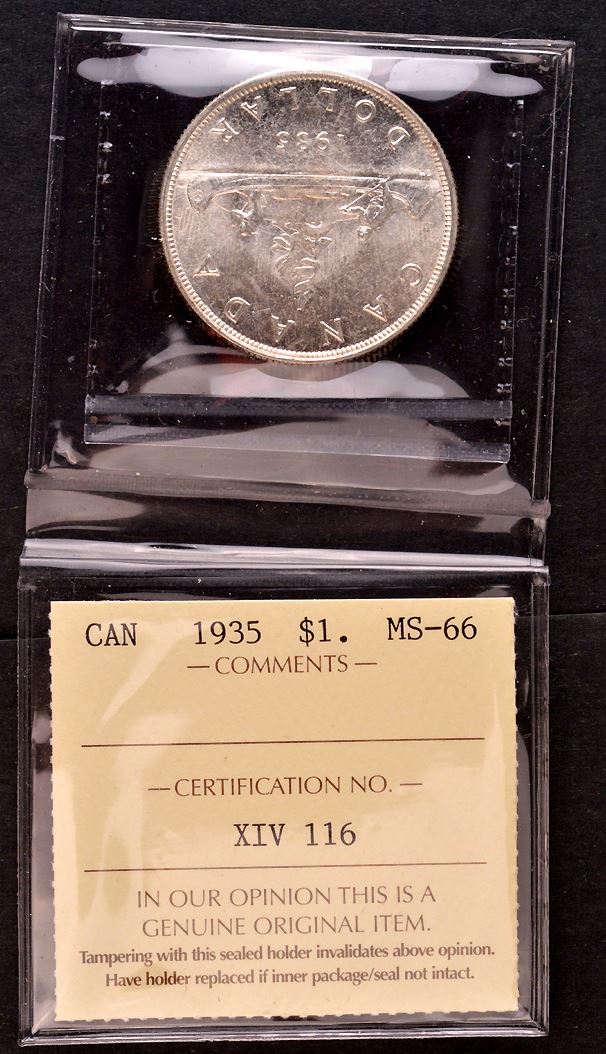 CANADA
1935
DOLLAR
CAN 1935 $1. MS-66
— COMMENTS —
— CERTIFICATION NO. —
XIV 116
IN OUR OPINION THIS IS A
GENUINE ORIGINAL ITEM.
Tampering with this sealed holder invalidates above opinion.
Have holder replaced if inner package/seal not intact.